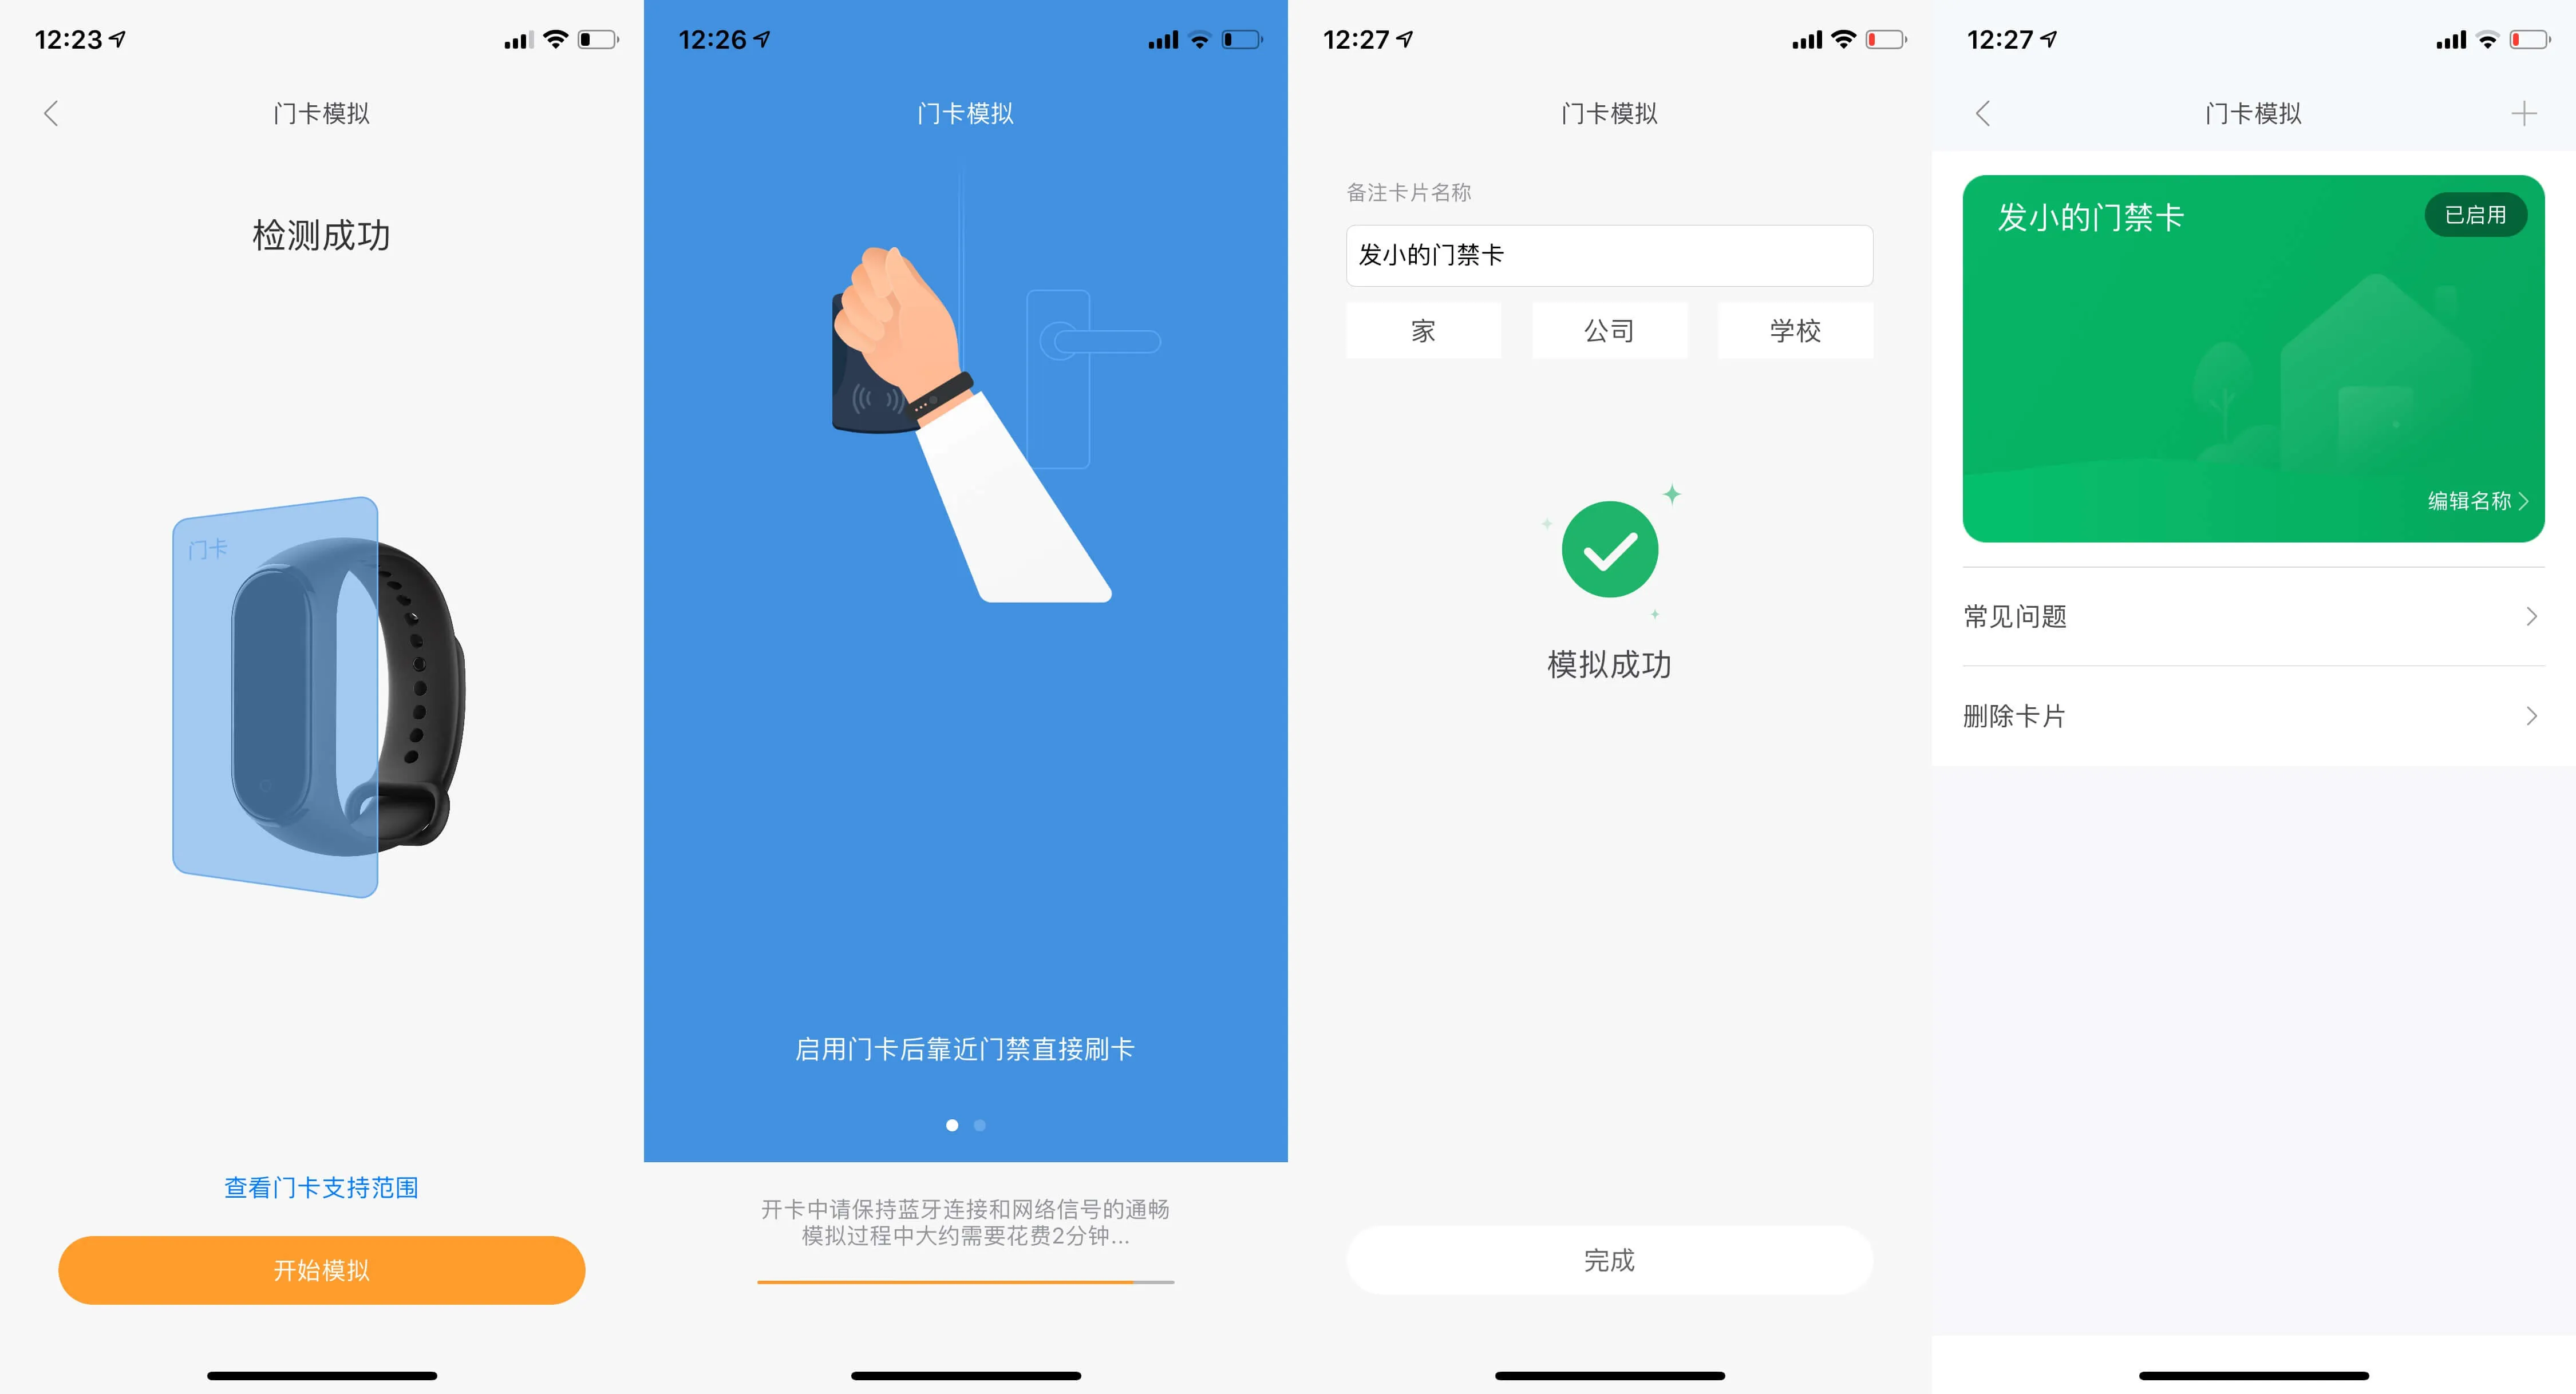 12:23
门卡模拟
检测成功
门卡
查看门卡支持范围
开始模拟
12:26
门卡模拟
启用门卡后靠近门禁直接刷卡
开卡中请保持蓝牙连接和网络信号的通畅
模拟过程中大约需要花费2分钟...
12:27
门卡模拟
备注卡片名称
发小的门禁卡
家
公司
学校
模拟成功
完成
12:27
门卡模拟
发小的门禁卡
已启用
编辑名称
常见问题
删除卡片